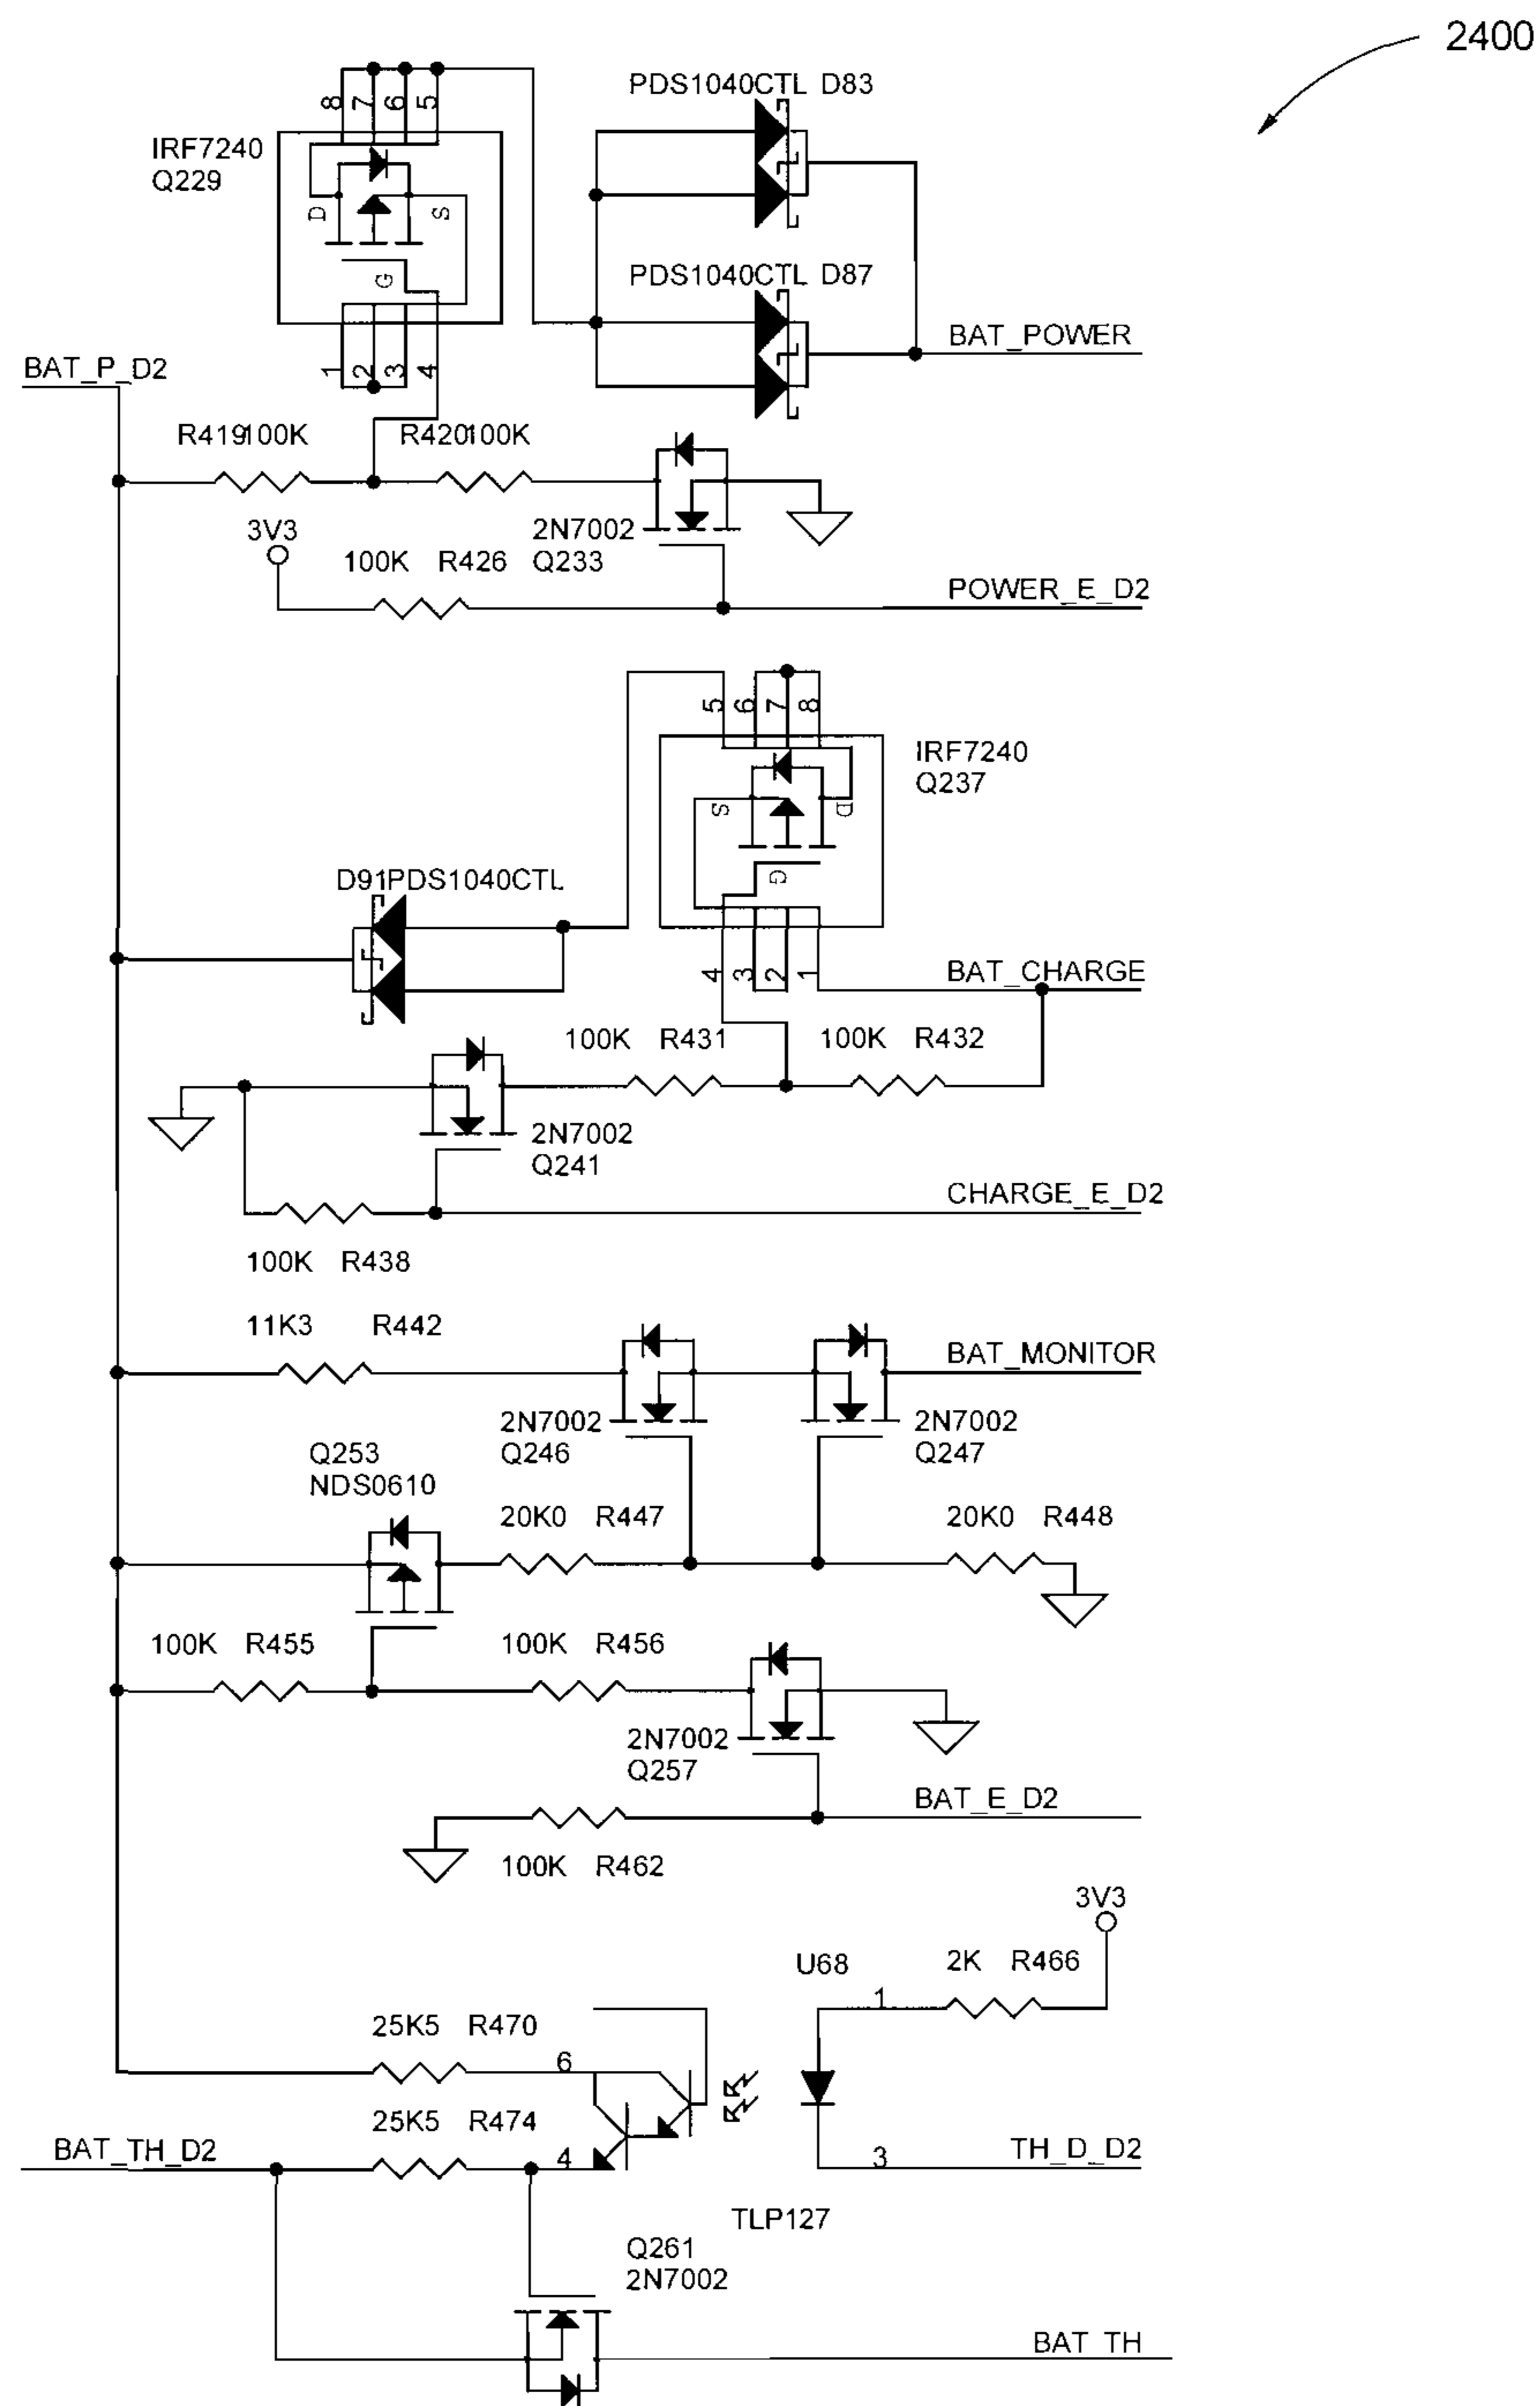 2400
PDS1040CTL D83
8 7 6 5
IRF7240
Q229
D
S
G
PDS1040CTL D87
BAT_POWER
1 2 3 4
BAT_P_D2
R419100K
R420100K
3V3
2N7002
Q233
100K R426
POWER_E_D2
5 6 7 8
IRF7240
Q237
S
D
G
D91PDS1040CTL
4 3 2 1
BAT_CHARGE
100K R431
100K R432
2N7002
Q241
CHARGE_E_D2
100K R438
11K3 R442
BAT_MONITOR
2N7002
Q246
2N7002
Q247
Q253
NDS0610
20K0 R447
20K0 R448
100K R455
100K R456
2N7002
Q257
BAT_E_D2
100K R462
3V3
U68
2K R466
1
25K5 R470
6
25K5 R474
BAT_TH_D2
4
3
TH_D_D2
TLP127
Q261
2N7002
BAT_TH